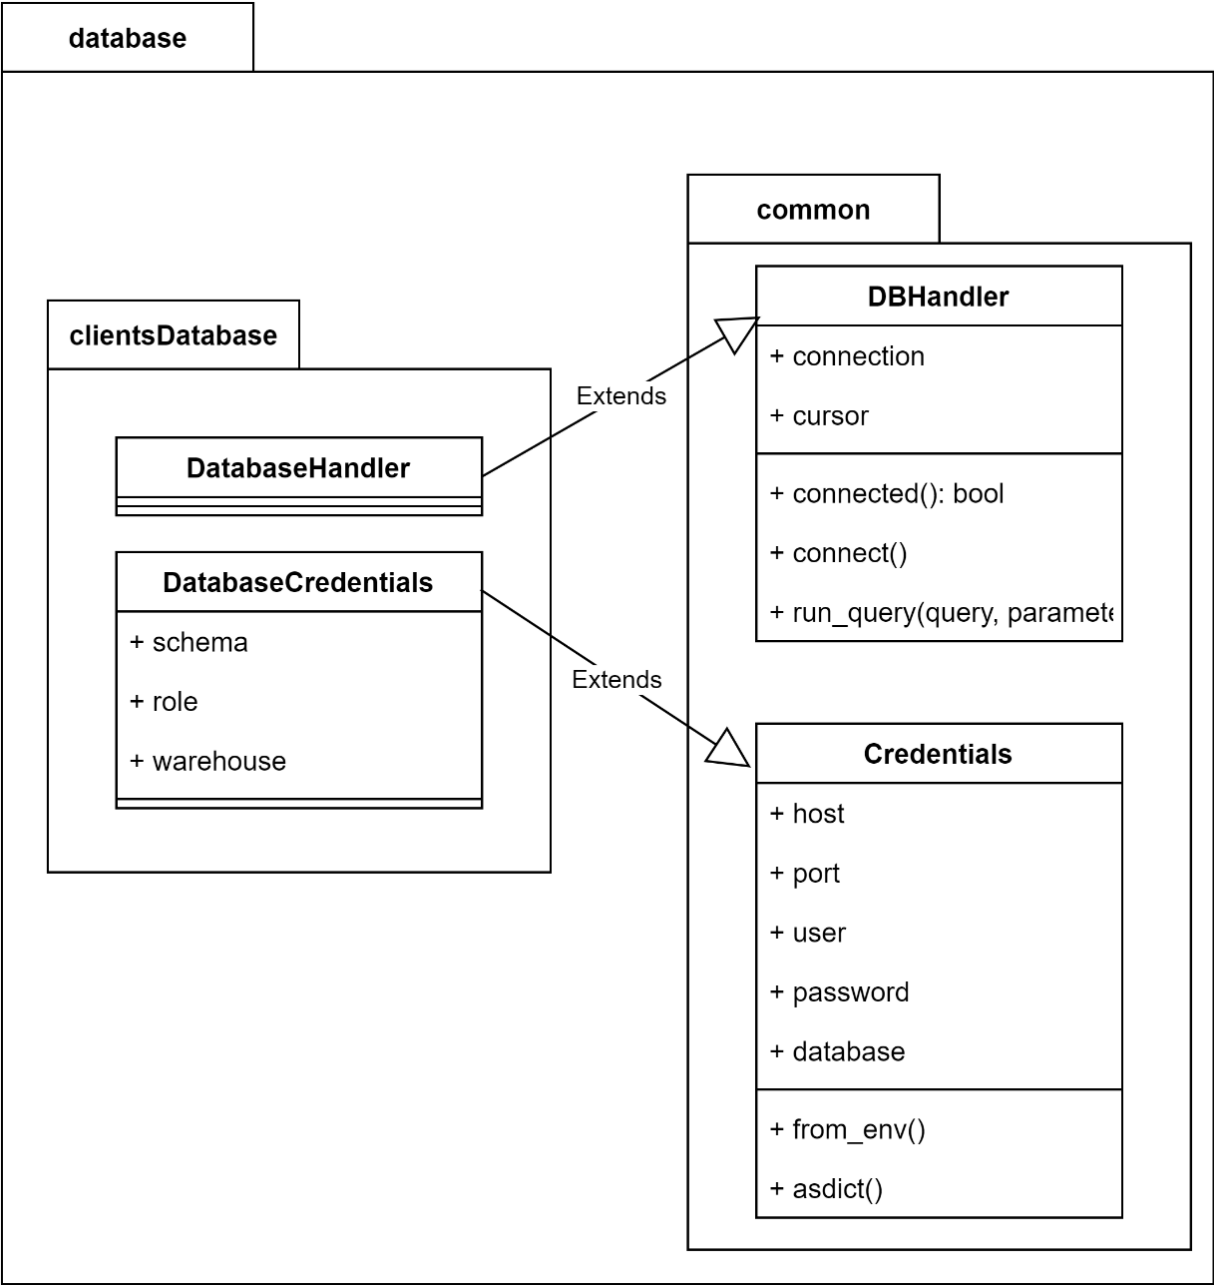 database
common
DBHandler
+ connection
+ cursor
+ connected(): bool
+ connect()
+ run_query(query, paramete
clientsDatabase
DatabaseHandler
DatabaseCredentials
+ schema
+ role
+ warehouse
Extends
Extends
Credentials
+ host
+ port
+ user
+ password
+ database
+ from_env()
+ asdict()